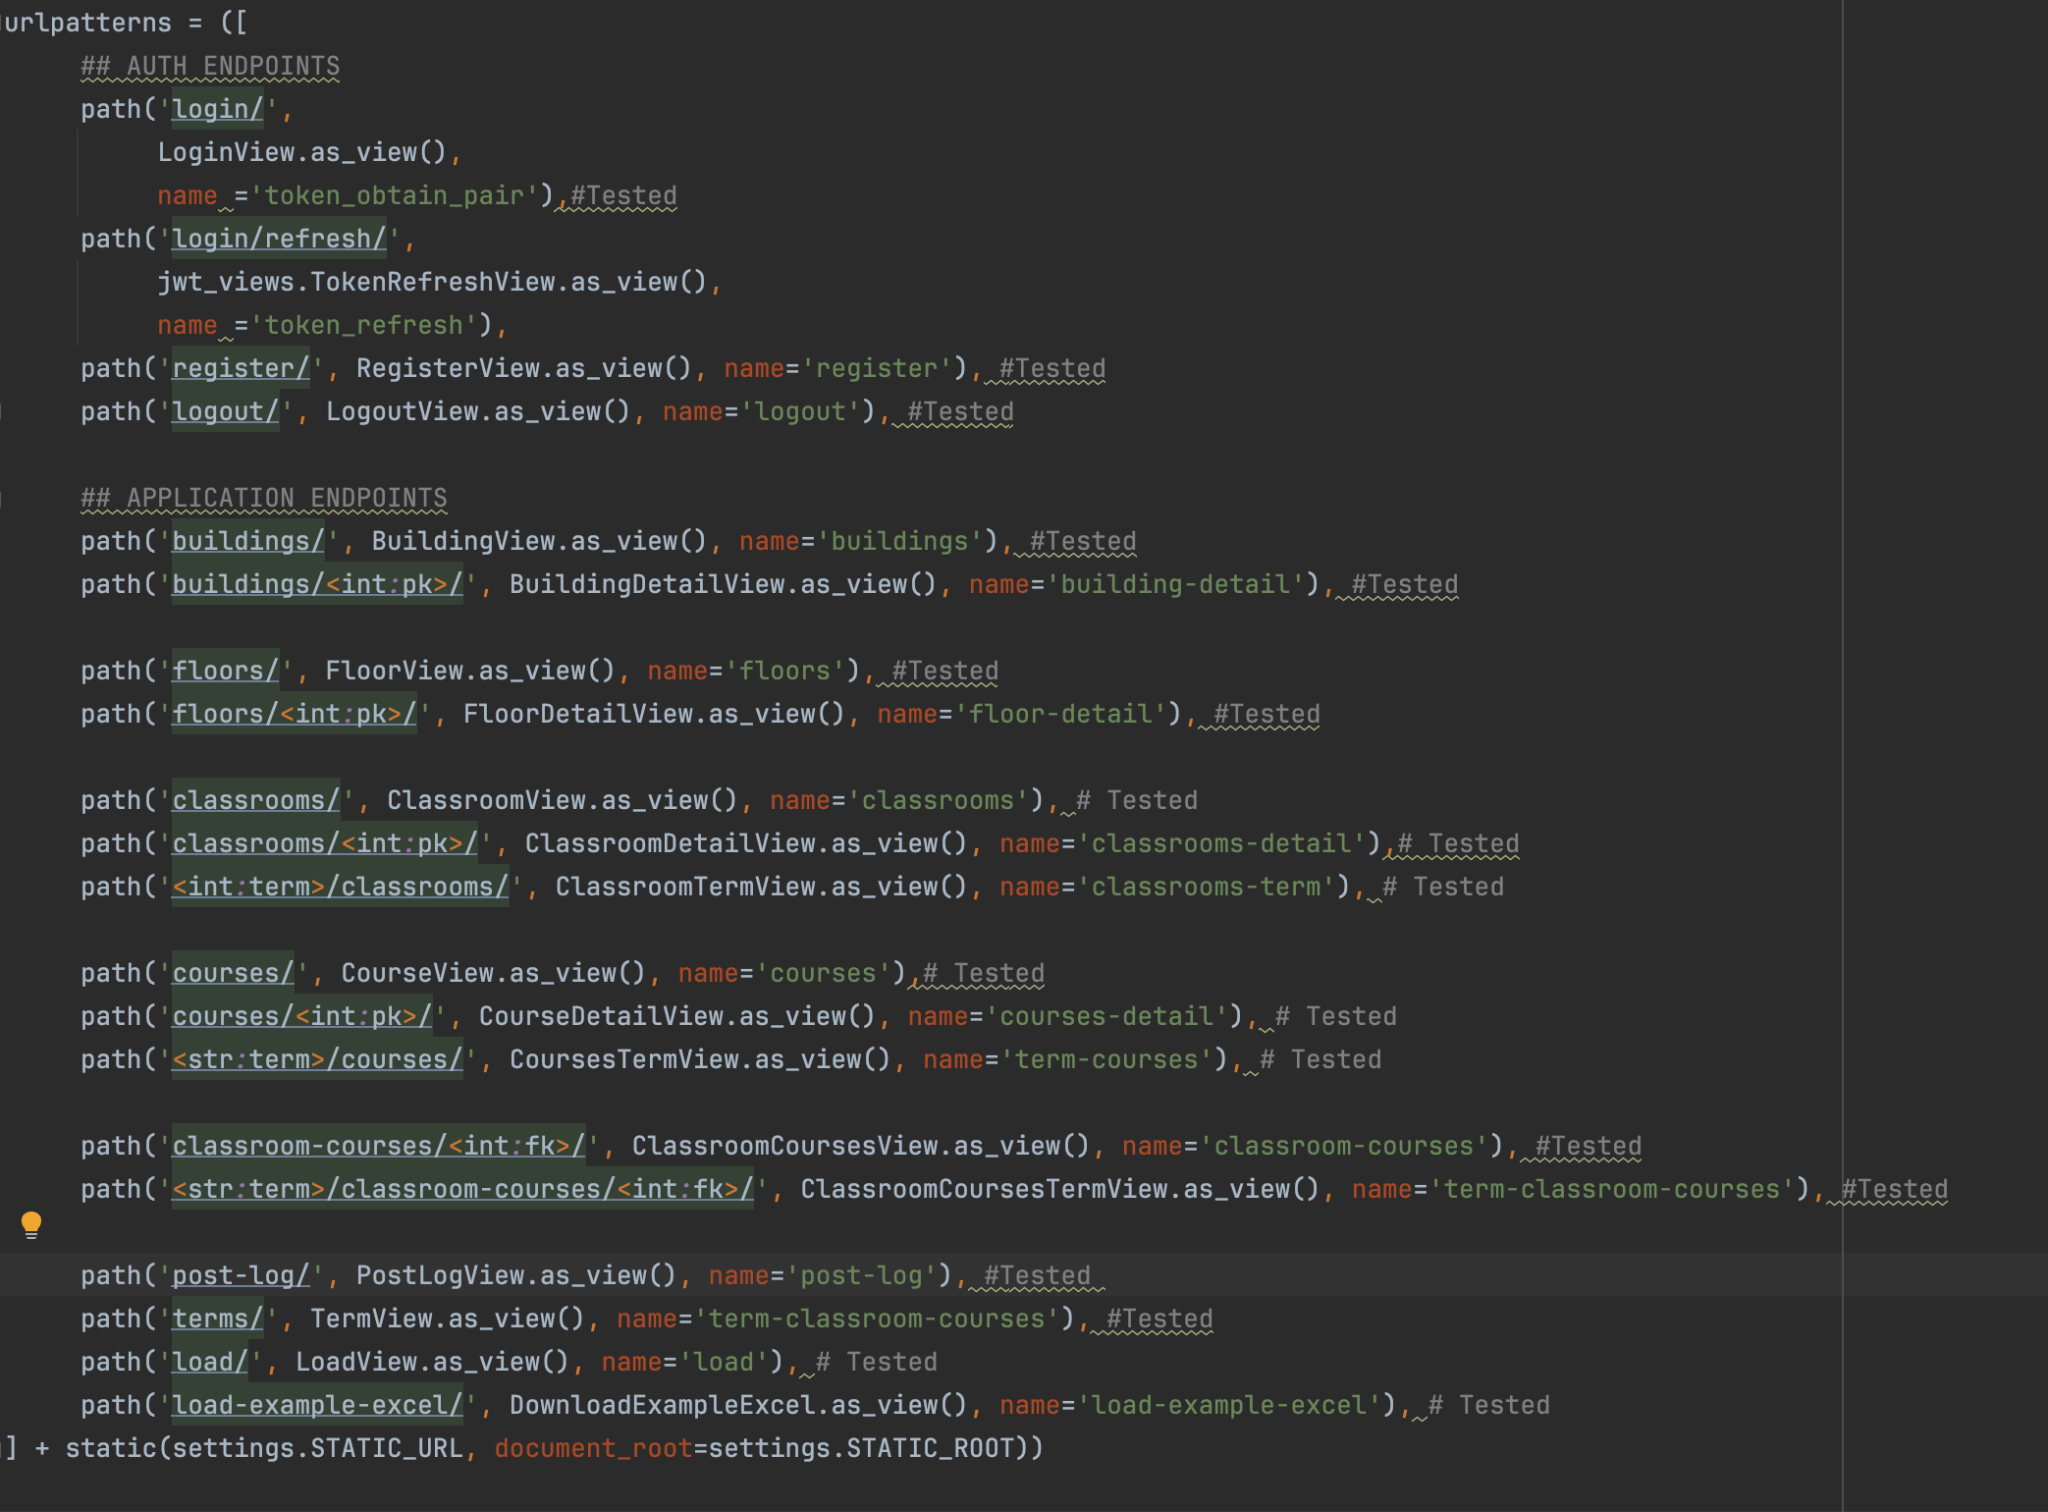 urlpatterns = ([
## AUTH ENDPOINTS
path('login/',
LoginView.as_view(),
name ='token_obtain_pair'),#Tested
path('login/refresh/',
jwt_views.TokenRefreshView.as_view(),
name ='token_refresh'),
path('register/', RegisterView.as_view(), name='register'), #Tested
path('logout/', LogoutView.as_view(), name='logout'), #Tested
## APPLICATION ENDPOINTS
path('buildings/', BuildingView.as_view(), name='buildings'), #Tested
path('buildings/<int:pk>/', BuildingDetailView.as_view(), name='building-detail'), #Tested
path('floors/', FloorView.as_view(), name='floors'), #Tested
path('floors/<int:pk>/', FloorDetailView.as_view(), name='floor-detail'), #Tested
path('classrooms/', ClassroomView.as_view(), name='classrooms'), # Tested
path('classrooms/<int:pk>/', ClassroomDetailView.as_view(), name='classrooms-detail'),# Tested
path('<int:term>/classrooms/', ClassroomTermView.as_view(), name='classrooms-term'), # Tested
path('courses/', CourseView.as_view(), name='courses'),# Tested
path('courses/<int:pk>/', CourseDetailView.as_view(), name='courses-detail'), # Tested
path('<str:term>/courses/', CoursesTermView.as_view(), name='term-courses'), # Tested
path('classroom-courses/<int:fk>/', ClassroomCoursesView.as_view(), name='classroom-courses'), #Tested
path('<str:term>/classroom-courses/<int:fk>/', ClassroomCoursesTermView.as_view(), name='term-classroom-courses'), #Tested
path('post-log/', PostLogView.as_view(), name='post-log'), #Tested
path('terms/', TermView.as_view(), name='term-classroom-courses'), #Tested
path('load/', LoadView.as_view(), name='load'), # Tested
path('load-example-excel/', DownloadExampleExcel.as_view(), name='load-example-excel'), # Tested
] + static(settings.STATIC_URL, document_root=settings.STATIC_ROOT))